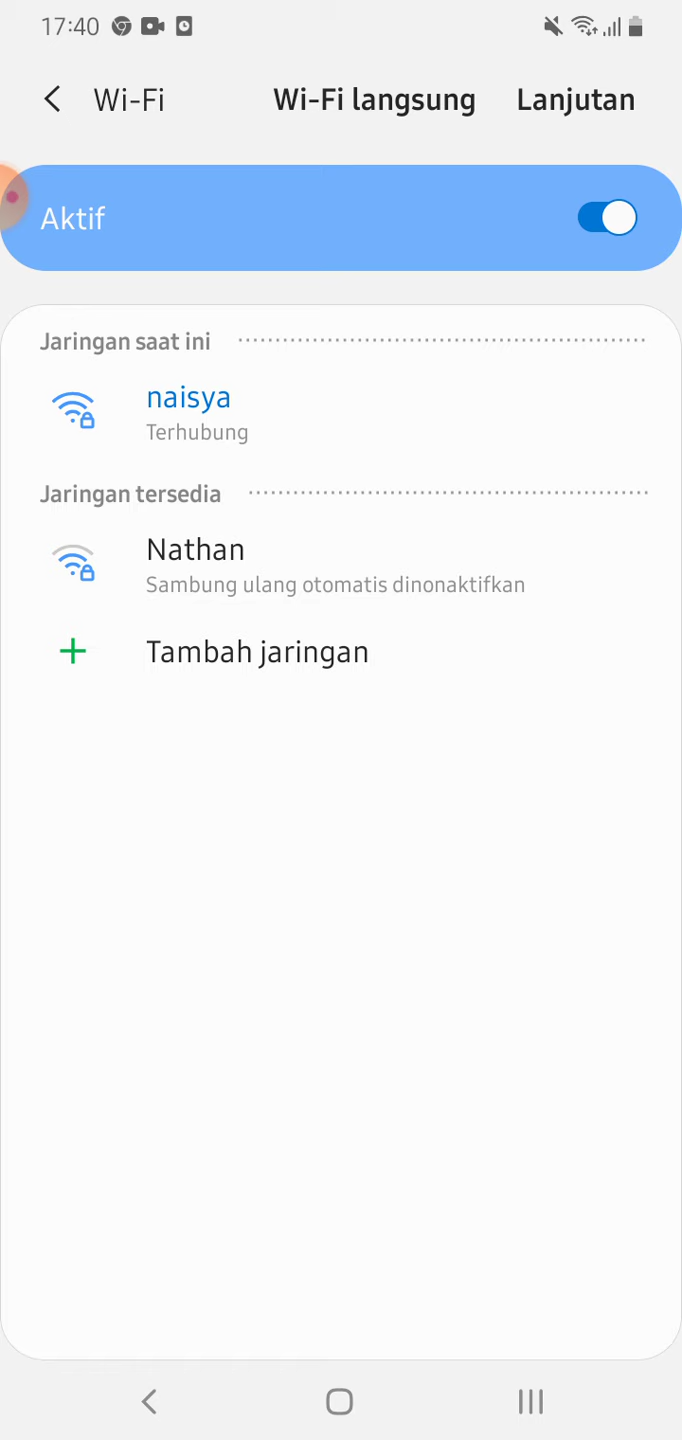 17:40
Wi-Fi Wi-Fi langsung Lanjutan
Aktif
Jaringan saat ini
naisya
Terhubung
Jaringan tersedia
Nathan
Sambung ulang otomatis dinonaktifkan
Tambah jaringan